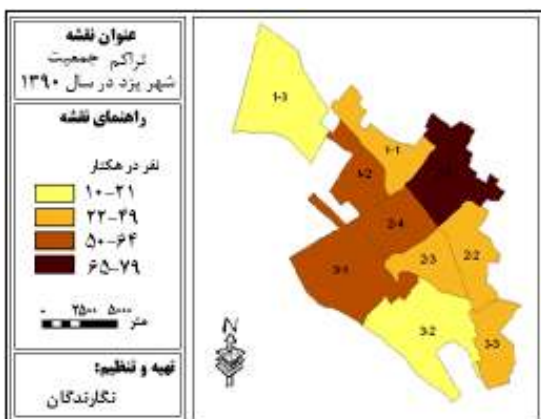 عنوان نقشه
تراکم جمعیت
شهر یزد در سال ۱۳۹۰
راهنمای نقشه
نفر در هکتار
۱۰-۲۱
۲۲-۴۹
۵۰-۶۴
۶۵-۷۹
۰ ۲۵۰۰ ۵۰۰۰
متر
تهیه و تنظیم:
نگارندگان
1-3
1-1
1-2
2-4
2-3
2-2
3-1
3-2
3-3
N